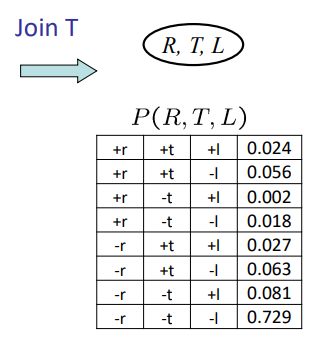 Join T
R, T, L
P(R, T, L)
+r +t +l 0.024
+r +t -l 0.056
+r -t +l 0.002
+r -t -l 0.018
-r +t +l 0.027
-r +t -l 0.063
-r -t +l 0.081
-r -t -l 0.729